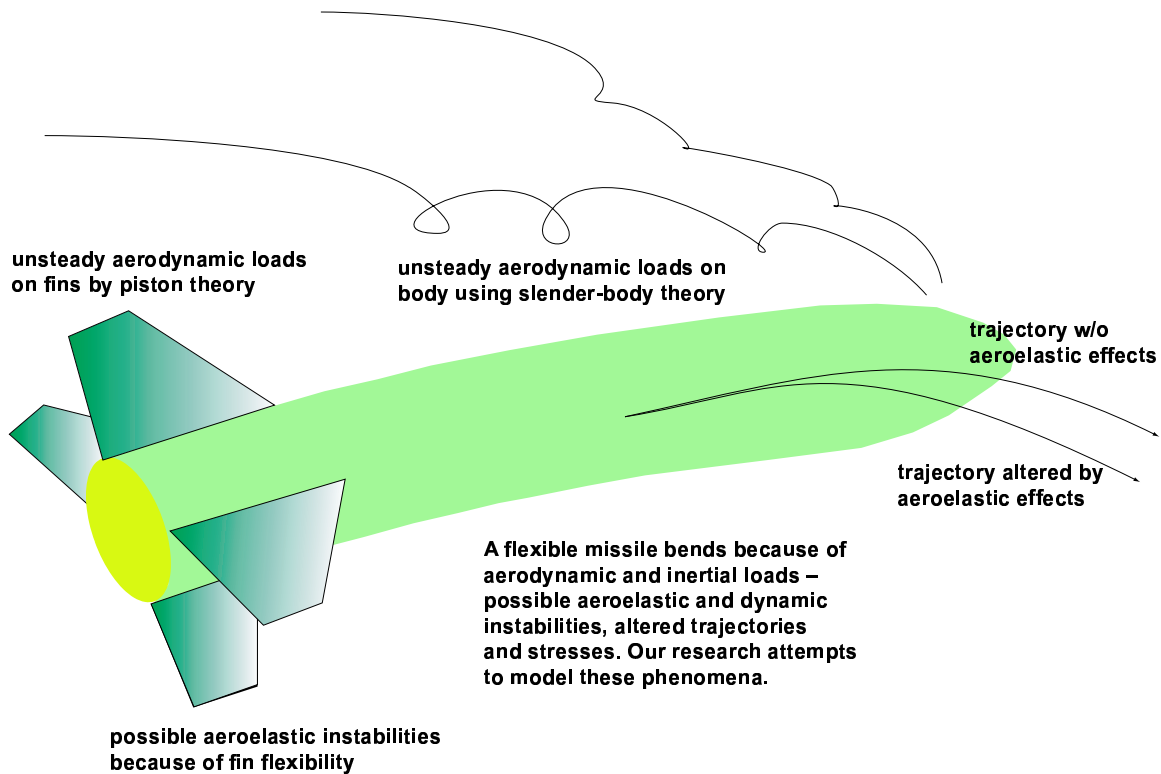 unsteady aerodynamic loads
on fins by piston theory
unsteady aerodynamic loads on
body using slender-body theory
trajectory w/o
aeroelastic effects
trajectory altered by
aeroelastic effects
A flexible missile bends because of
aerodynamic and inertial loads –
possible aeroelastic and dynamic
instabilities, altered trajectories
and stresses. Our research attempts
to model these phenomena.
possible aeroelastic instabilities
because of fin flexibility